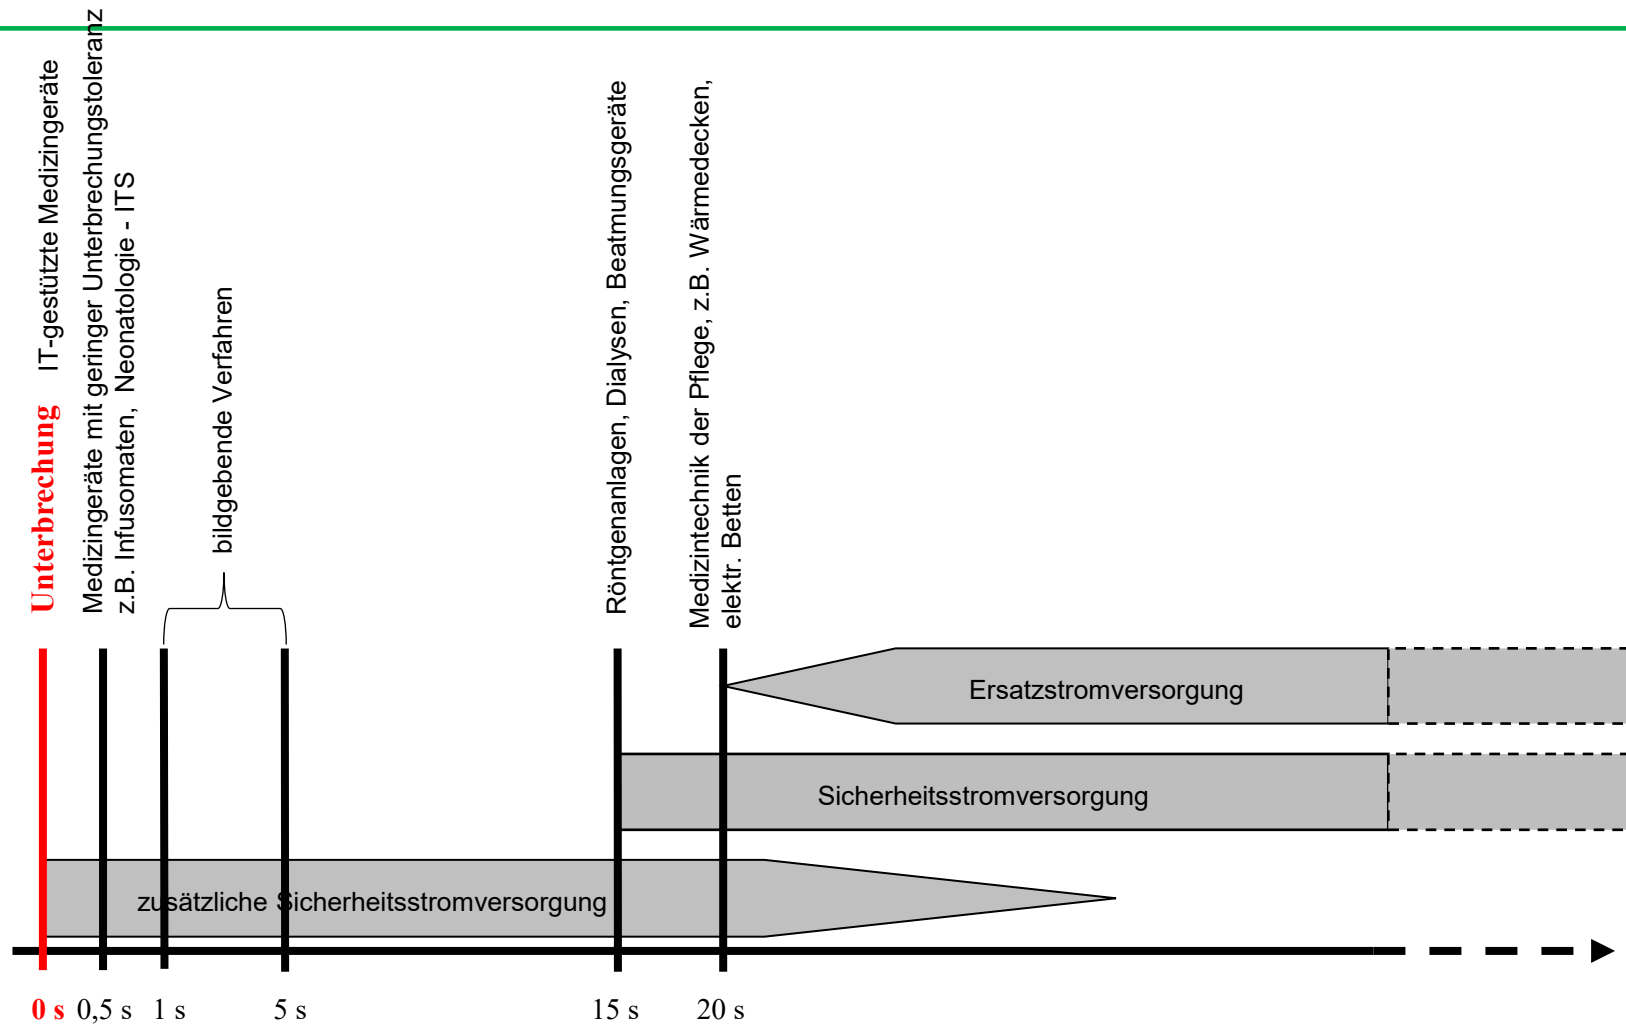 Unterbrechung IT-gestützte Medizingeräte
Medizingeräte mit geringer Unterbrechungstoleranz
z.B. Infusomaten, Neonatologie - ITS
bildgebende Verfahren
Röntgenanlagen, Dialysen, Beatmungsgeräte
Medizintechnik der Pflege, z.B. Wärmedecken,
elektr. Betten
Ersatzstromversorgung
Sicherheitsstromversorgung
zusätzliche Sicherheitsstromversorgung
0 s 0,5 s 1 s 5 s 15 s 20 s